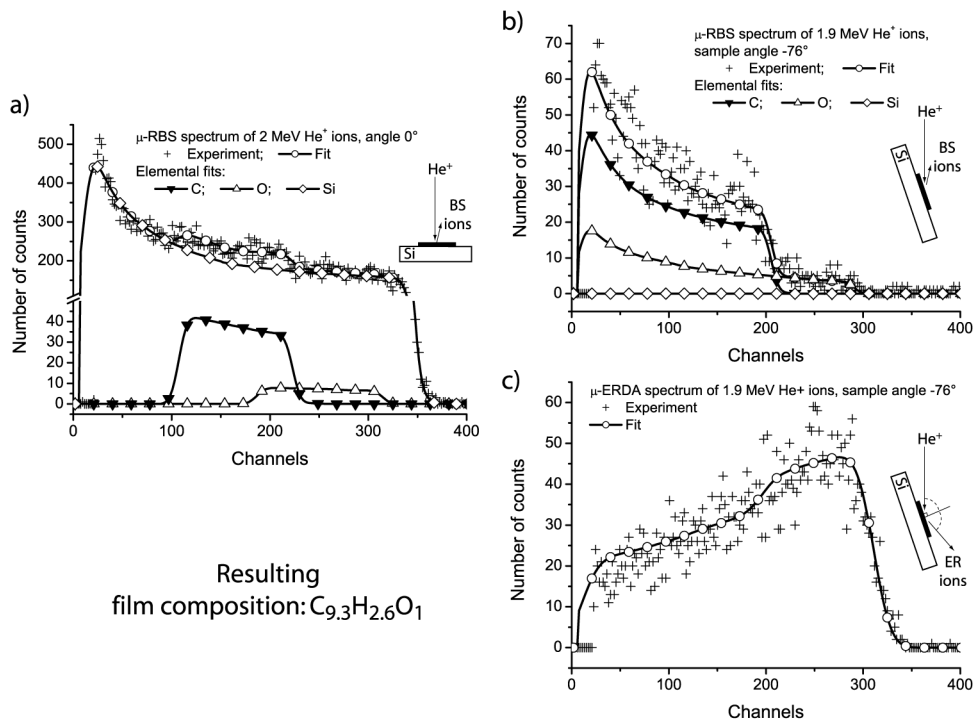 a)
μ-RBS spectrum of 2 MeV He⁺ ions, angle 0°
Experiment; Fit
Elemental fits:
C; O; Si
He⁺
BS
ions
Si
Number of counts
500
450
400
350
300
250
200
40
30
20
10
0
0 100 200 300 400
Channels
Resulting
film composition: C₉.₃H₂.₆O₁
b)
μ-RBS spectrum of 1.9 MeV He⁺ ions,
sample angle -76°
Experiment; Fit
Elemental fits:
C; O; Si
He⁺
Si
BS
ions
Number of counts
80
70
60
50
40
30
20
10
0
0 100 200 300 400
Channels
c)
μ-ERDA spectrum of 1.9 MeV He+ ions, sample angle -76°
Experiment
Fit
He⁺
Si
ER
ions
Number of counts
60
50
40
30
20
10
0
0 100 200 300 400
Channels